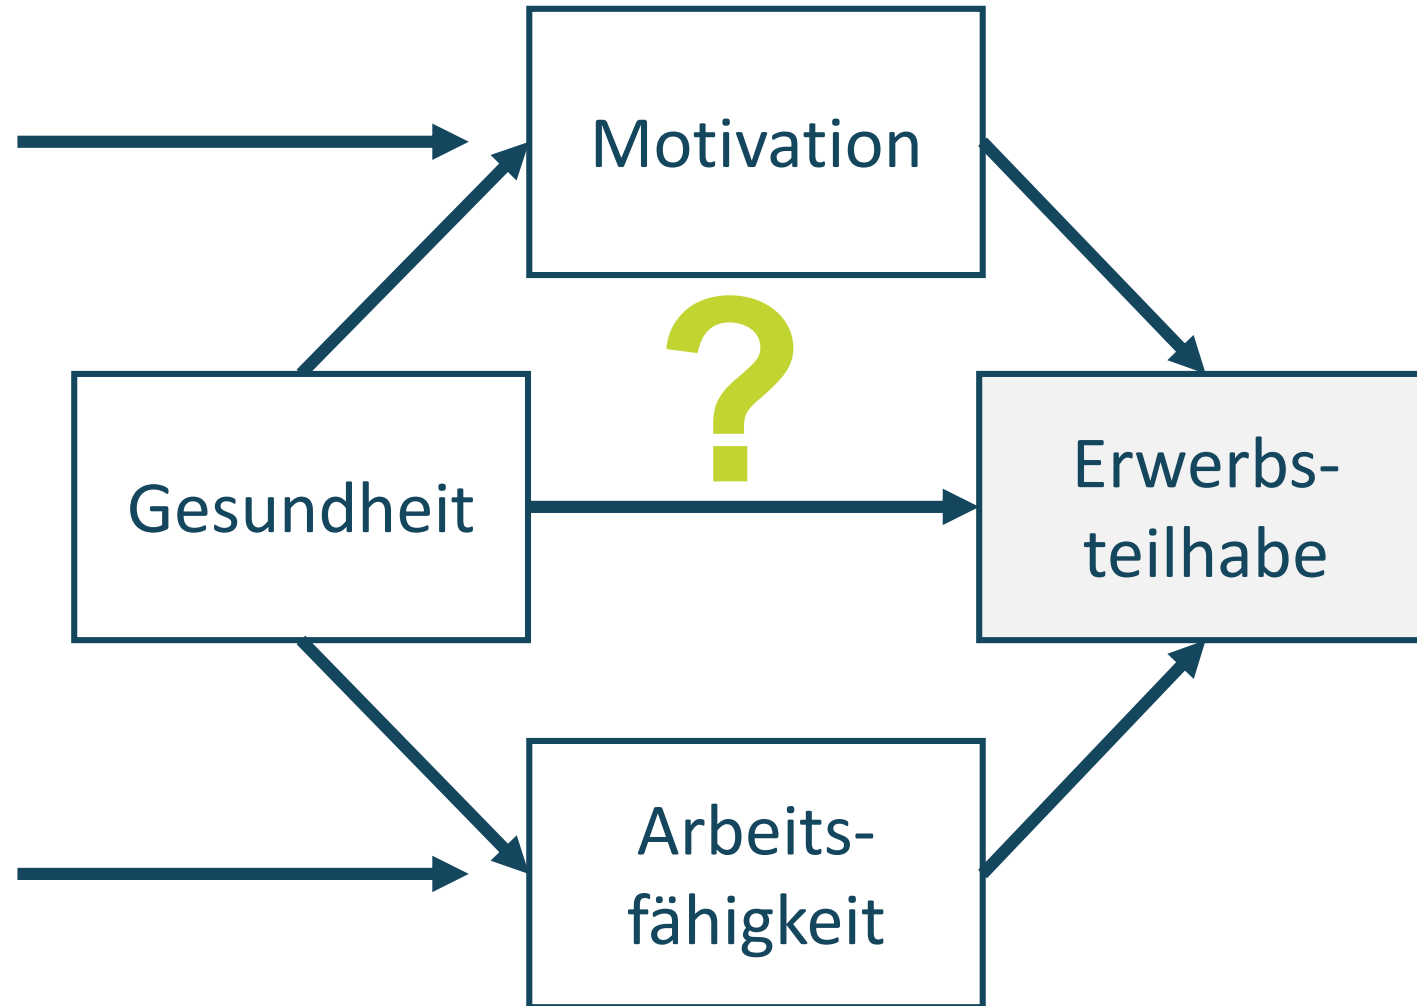 Motivation
?
Gesundheit
Erwerbs-
teilhabe
Arbeits-
fähigkeit